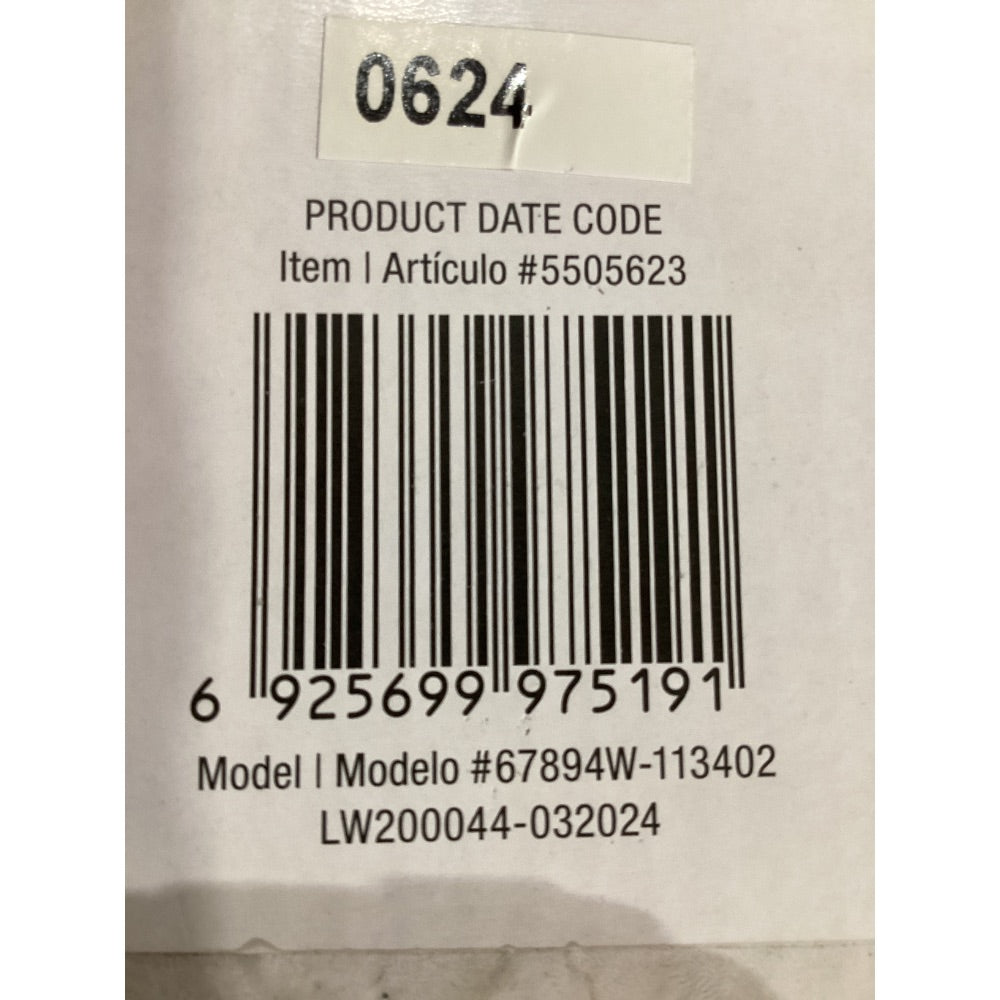 0624
PRODUCT DATE CODE
Item | Artículo #5505623
6 925699 975191
Model | Modelo #67894W-113402
LW200044-032024